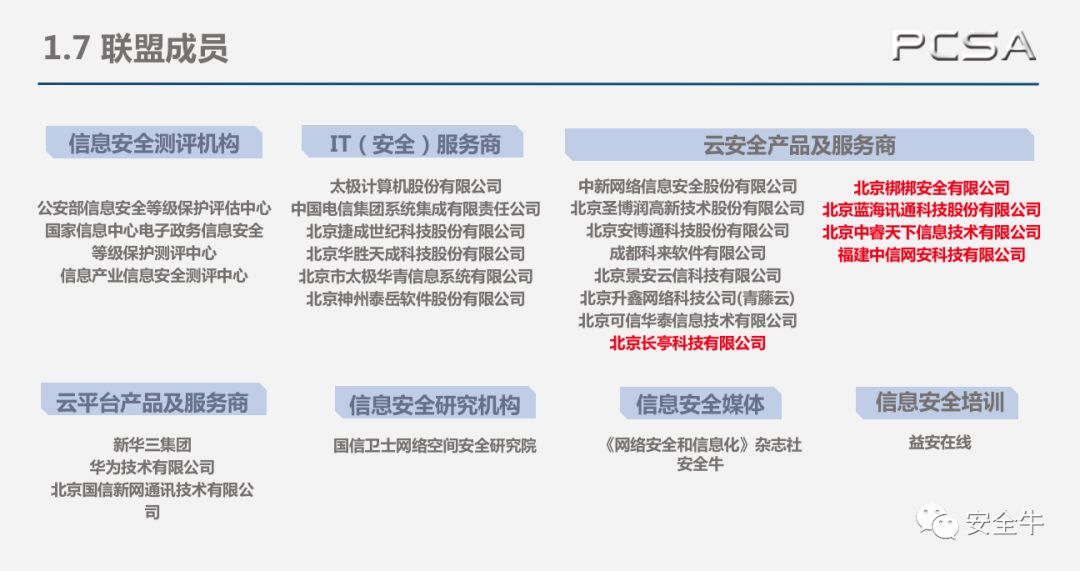 1.7 联盟成员
PCSA
信息安全测评机构
公安部信息安全等级保护评估中心
国家信息中心电子政务信息安全
等级保护测评中心
信息产业信息安全测评中心
IT（安全）服务商
太极计算机股份有限公司
中国电信集团系统集成有限责任公司
北京捷成世纪科技股份有限公司
北京华胜天成科技股份有限公司
北京市太极华青信息系统有限公司
北京神州泰岳软件股份有限公司
云安全产品及服务商
中新网络信息安全股份有限公司
北京圣博润高新技术股份有限公司
北京安博通科技股份有限公司
成都科来软件有限公司
北京景安云信科技有限公司
北京升鑫网络科技公司(青藤云)
北京可信华泰信息技术有限公司
北京长亭科技有限公司
北京梆梆安全有限公司
北京蓝海讯通科技股份有限公司
北京中睿天下信息技术有限公司
福建中信网安科技有限公司
云平台产品及服务商
新华三集团
华为技术有限公司
北京国信新网通讯技术有限公
司
信息安全研究机构
国信卫士网络空间安全研究院
信息安全媒体
《网络安全和信息化》杂志社
安全牛
信息安全培训
益安在线
安全牛